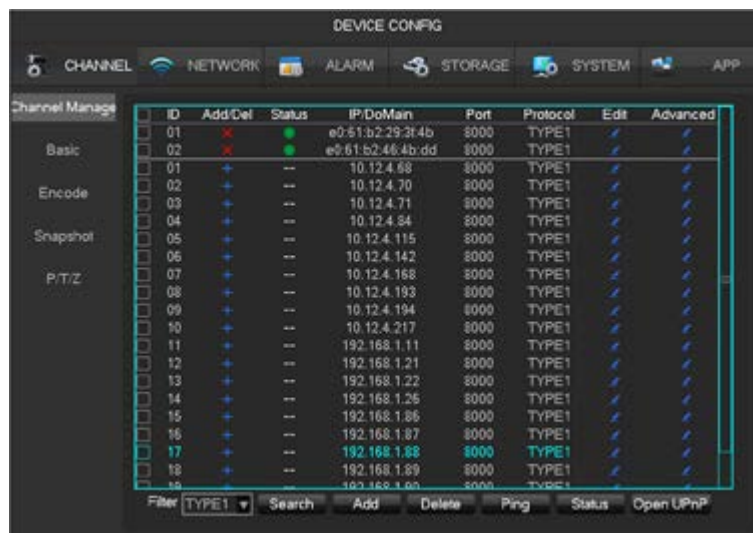 DEVICE CONFIG
CHANNEL NETWORK ALARM STORAGE SYSTEM APP
Channel Manage
Basic
Encode
Snapshot
P/T/Z
ID Add/Del Status IP/DoMain Port Protocol Edit Advanced
01 e0:61:b2:29:3f:4b 8000 TYPE1
02 e0:61:b2:46:4b:dd 8000 TYPE1
01 + -- 10.12.4.68 8000 TYPE1
02 + -- 10.12.4.70 8000 TYPE1
03 + -- 10.12.4.71 8000 TYPE1
04 + -- 10.12.4.84 8000 TYPE1
05 + -- 10.12.4.115 8000 TYPE1
06 + -- 10.12.4.142 8000 TYPE1
07 + -- 10.12.4.168 8000 TYPE1
08 + -- 10.12.4.193 8000 TYPE1
09 + -- 10.12.4.194 8000 TYPE1
10 + -- 10.12.4.217 8000 TYPE1
11 + -- 192.168.1.11 8000 TYPE1
12 + -- 192.168.1.21 8000 TYPE1
13 + -- 192.168.1.22 8000 TYPE1
14 + -- 192.168.1.26 8000 TYPE1
15 + -- 192.168.1.86 8000 TYPE1
16 + -- 192.168.1.87 8000 TYPE1
17 + -- 192.168.1.88 8000 TYPE1
18 + -- 192.168.1.89 8000 TYPE1
19 192.168.1.90 8000 TYPE1
Filter TYPE1 Search Add Delete Ping Status Open UPnP